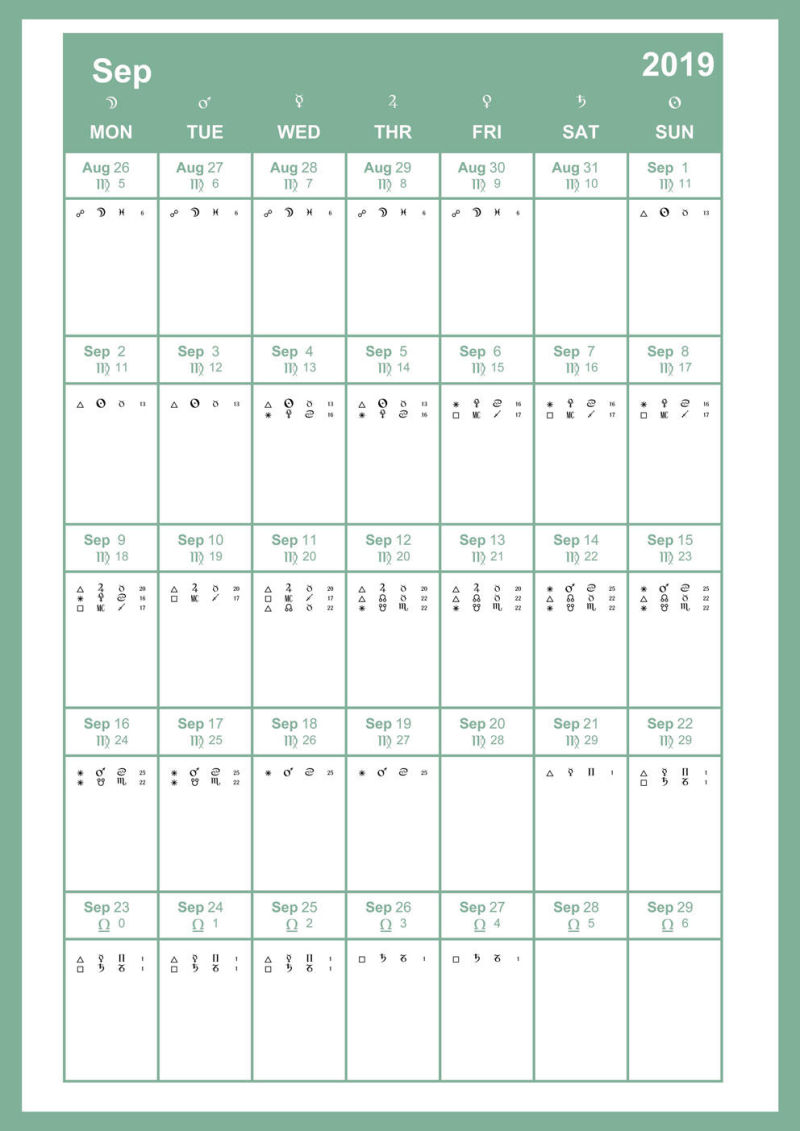 Sep 2019
☽ ♂ ☿ ♃ ♀ ♄ ☉
MON TUE WED THR FRI SAT SUN
Aug 26 Aug 27 Aug 28 Aug 29 Aug 30 Aug 31 Sep 1
♍ 5 ♍ 6 ♍ 7 ♍ 8 ♍ 9 ♍ 10 ♍ 11
☍ ☽ ♓ 6 ☍ ☽ ♓ 6 ☍ ☽ ♓ 6 ☍ ☽ ♓ 6 ☍ ☽ ♓ 6 △ ☉ ♉ 13
Sep 2 Sep 3 Sep 4 Sep 5 Sep 6 Sep 7 Sep 8
♍ 11 ♍ 12 ♍ 13 ♍ 14 ♍ 15 ♍ 16 ♍ 17
△ ☉ ♉ 13 △ ☉ ♉ 13 △ ☉ ♉ 13 △ ☉ ♉ 13 ⚹ ♀ ♋ 16 ⚹ ♀ ♋ 16 ⚹ ♀ ♋ 16
⚹ ♀ ♋ 16 ⚹ ♀ ♋ 16 □ MC ♐ 17 □ MC ♐ 17 □ MC ♐ 17
Sep 9 Sep 10 Sep 11 Sep 12 Sep 13 Sep 14 Sep 15
♍ 18 ♍ 19 ♍ 20 ♍ 20 ♍ 21 ♍ 22 ♍ 23
△ ♃ ♉ 20 △ ♃ ♉ 20 △ ♃ ♉ 20 △ ♃ ♉ 20 △ ♃ ♉ 20 ⚹ ♂ ♋ 25 ⚹ ♂ ♋ 25
⚹ ♀ ♋ 16 □ MC ♐ 17 □ MC ♐ 17 △ ☊ ♉ 22 △ ☊ ♉ 22 △ ☊ ♉ 22 △ ☊ ♉ 22
□ MC ♐ 17 △ ☊ ♉ 22 ⚹ ☋ ♏ 22 ⚹ ☋ ♏ 22 ⚹ ☋ ♏ 22 ⚹ ☋ ♏ 22
Sep 16 Sep 17 Sep 18 Sep 19 Sep 20 Sep 21 Sep 22
♍ 24 ♍ 25 ♍ 26 ♍ 27 ♍ 28 ♍ 29 ♍ 29
⚹ ♂ ♋ 25 ⚹ ♂ ♋ 25 ⚹ ♂ ♋ 25 ⚹ ♂ ♋ 25 △ ☿ ♊ 1 △ ☿ ♊ 1
⚹ ☋ ♏ 22 ⚹ ☋ ♏ 22 □ ♄ ♑ 1
Sep 23 Sep 24 Sep 25 Sep 26 Sep 27 Sep 28 Sep 29
♎ 0 ♎ 1 ♎ 2 ♎ 3 ♎ 4 ♎ 5 ♎ 6
△ ☿ ♊ 1 △ ☿ ♊ 1 △ ☿ ♊ 1 □ ♄ ♑ 1 □ ♄ ♑ 1
□ ♄ ♑ 1 □ ♄ ♑ 1 □ ♄ ♑ 1